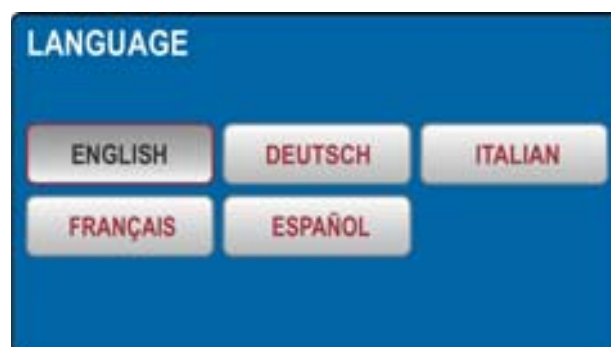 LANGUAGE
ENGLISH DEUTSCH ITALIAN
FRANÇAIS ESPAÑOL